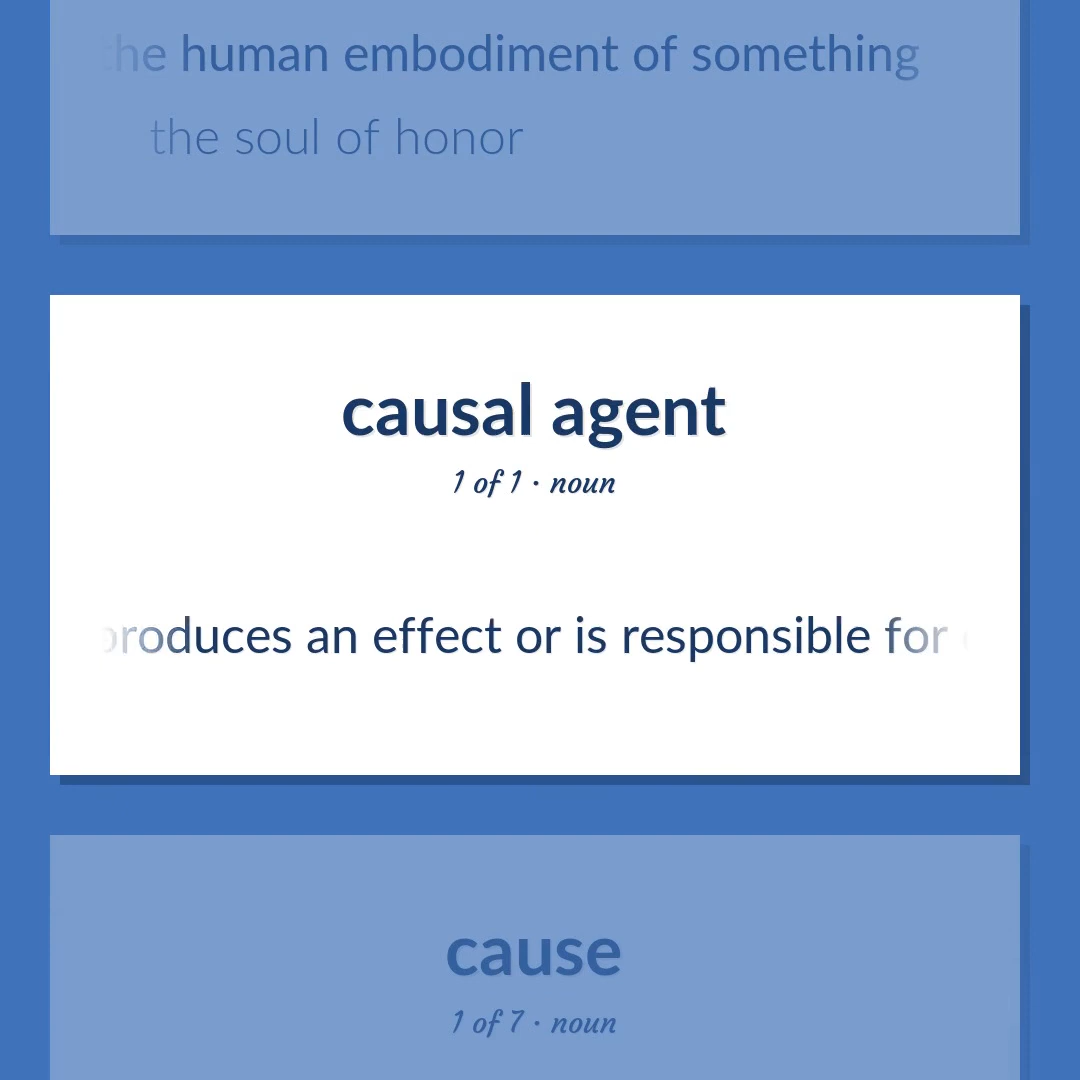 the human embodiment of something
the soul of honor
causal agent
1 of 1 · noun
produces an effect or is responsible for
cause
1 of 7 · noun